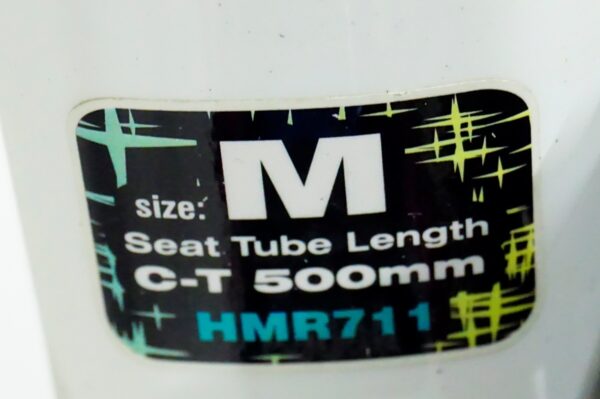 size: M
Seat Tube Length
C-T 500mm
HMR711